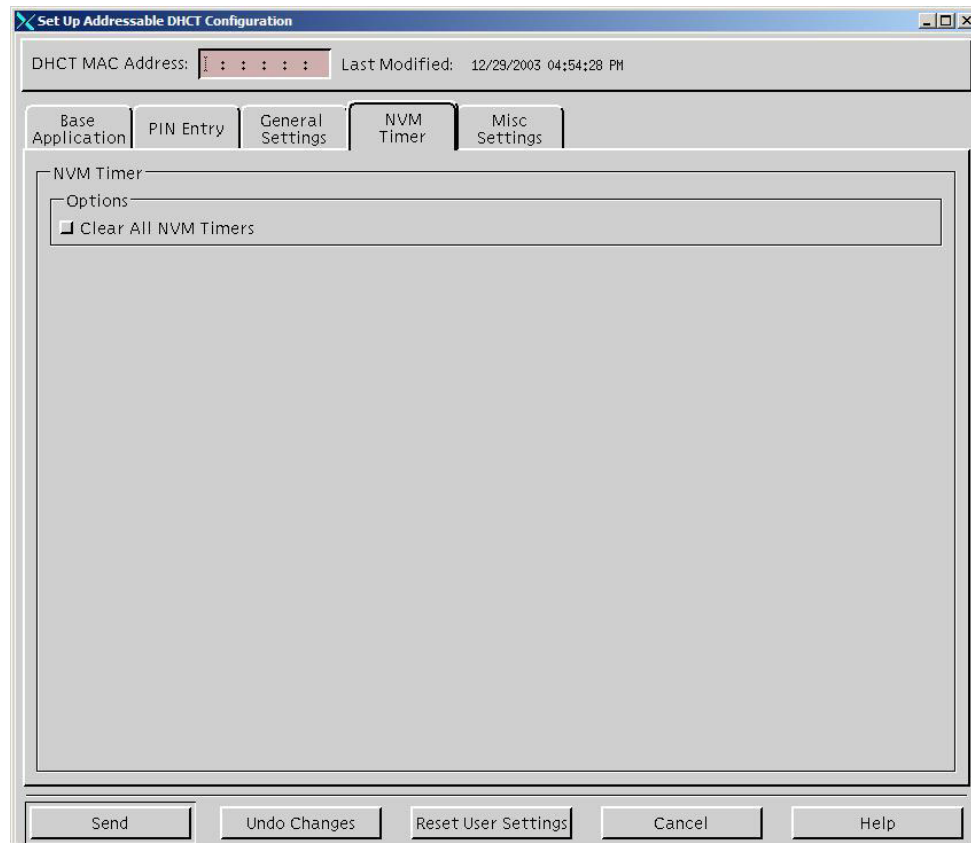 Set Up Addressable DHCT Configuration
DHCT MAC Address: : : : : : Last Modified: 12/29/2003 04:54:28 PM
Base Application PIN Entry General Settings NVM Timer Misc Settings
NVM Timer
Options
Clear All NVM Timers
Send Undo Changes Reset User Settings Cancel Help